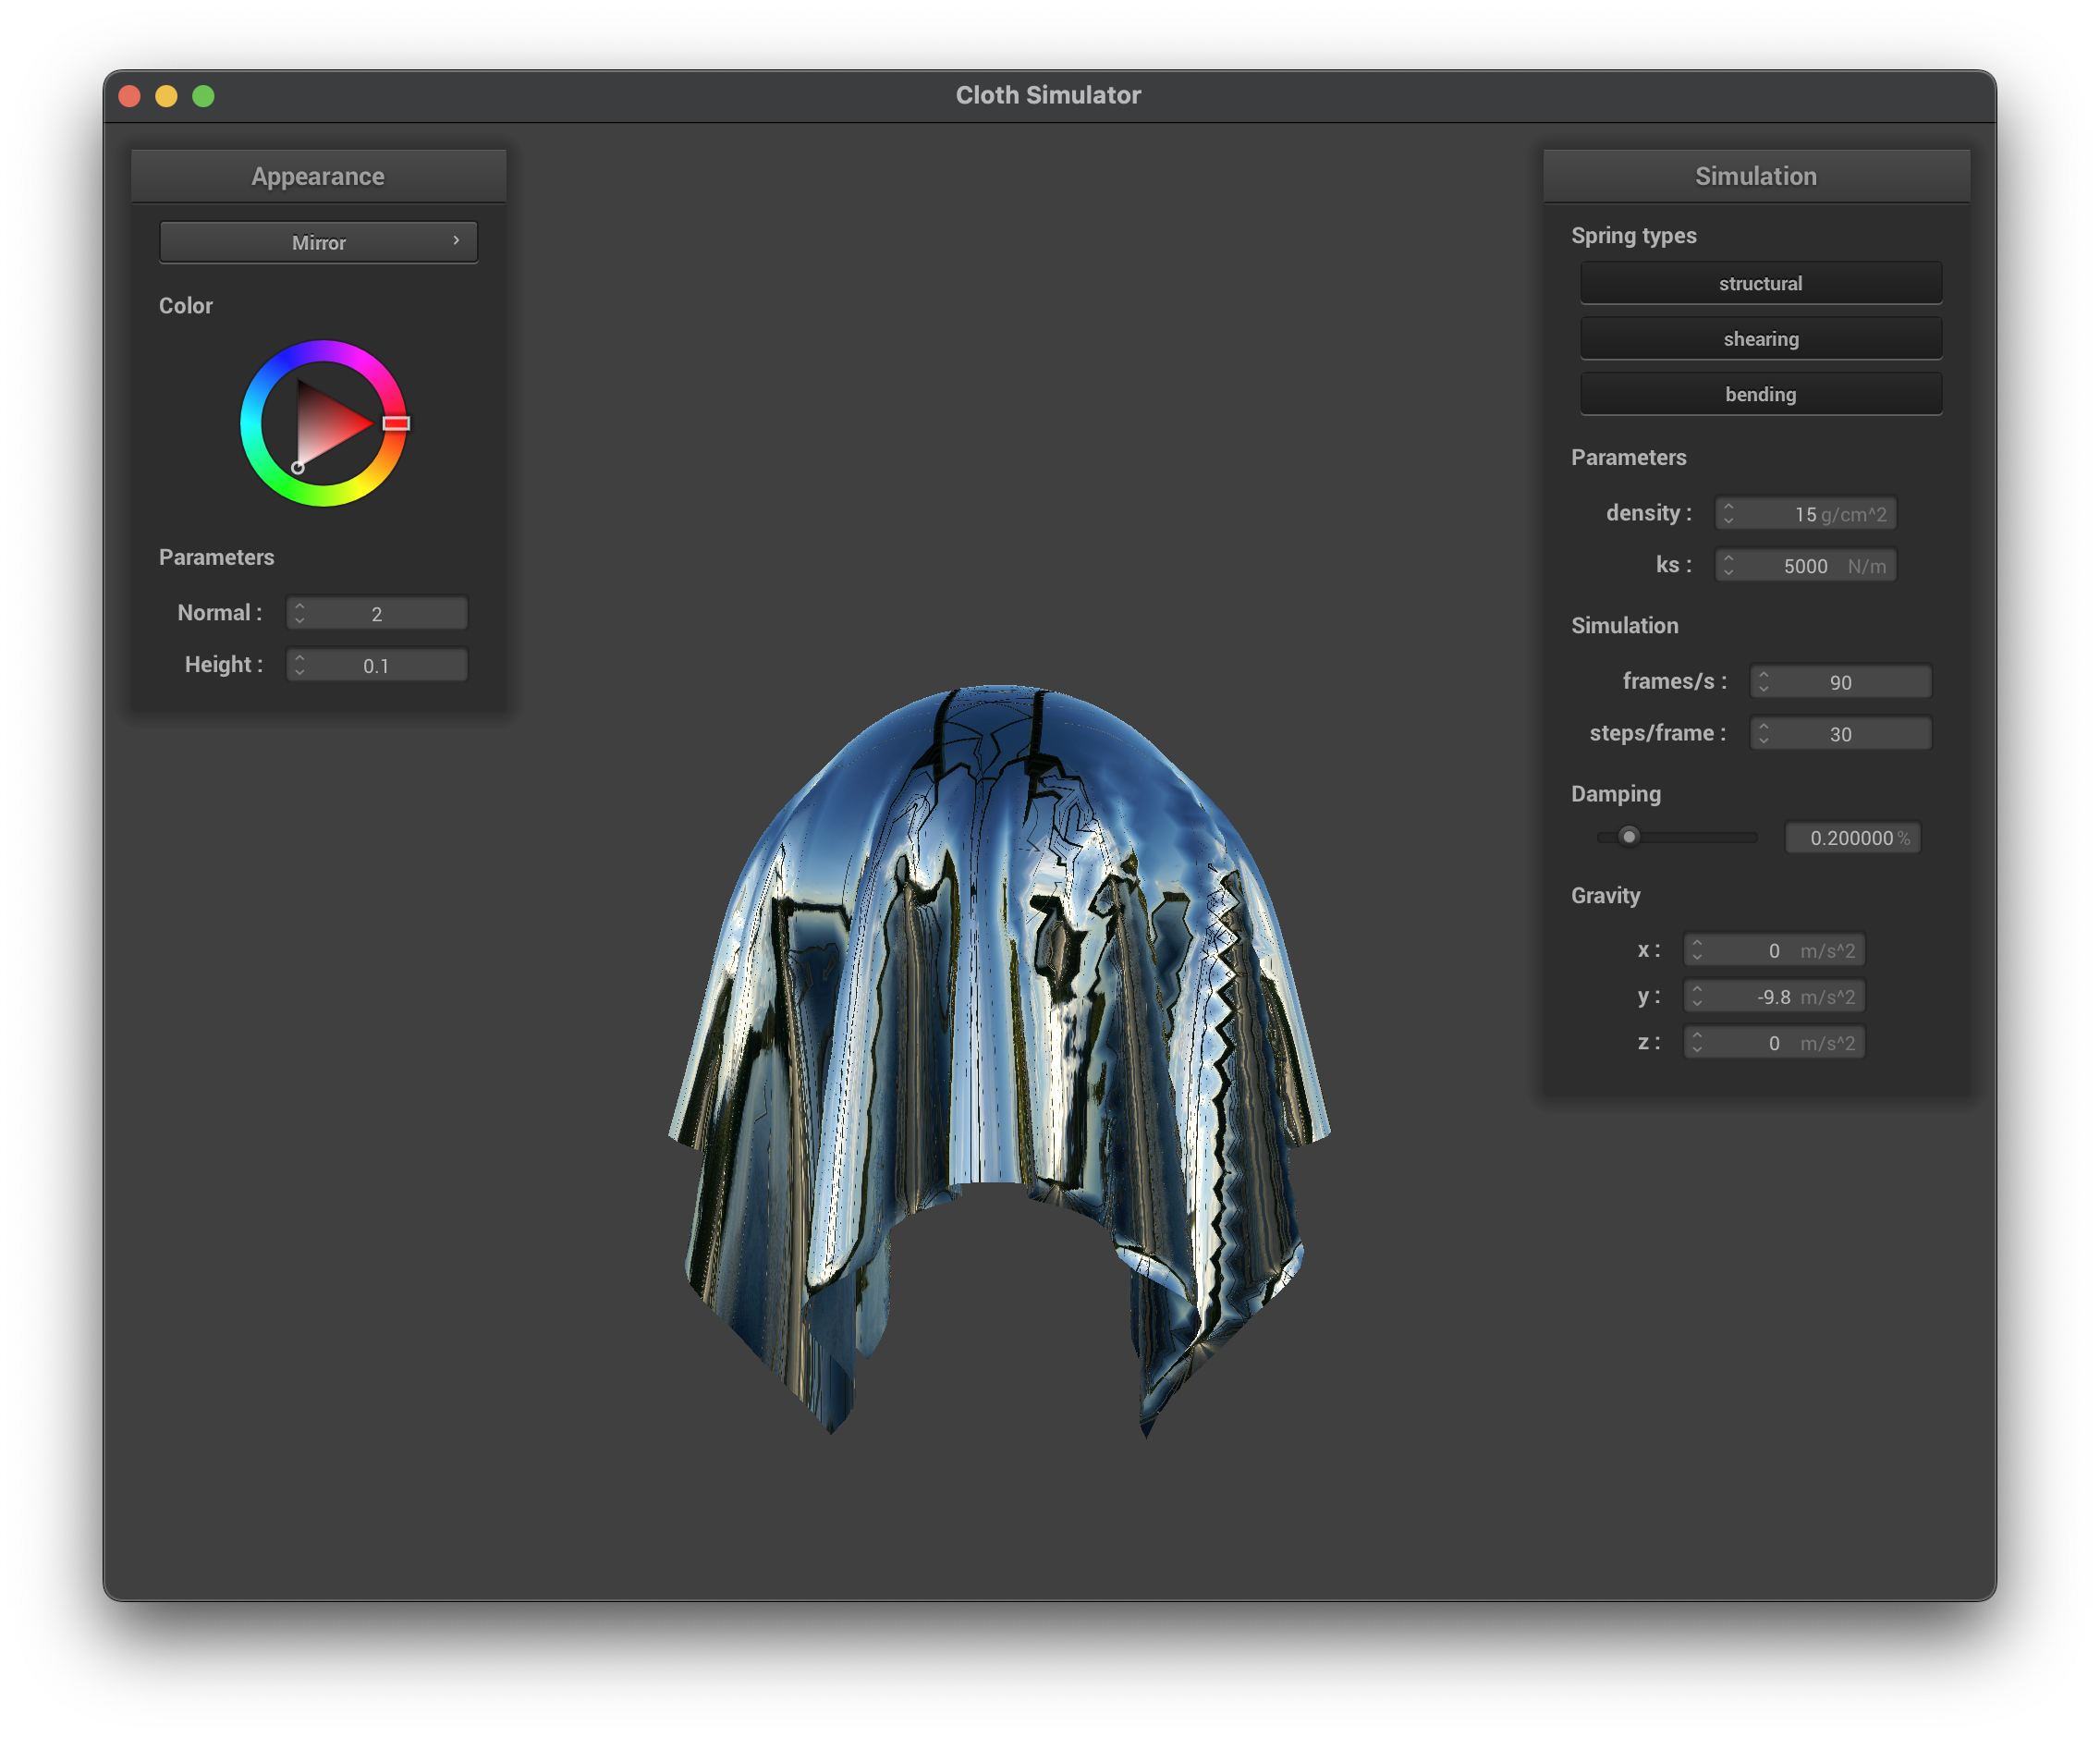 Cloth Simulator
Appearance
Mirror
Color
Parameters
Normal : 2
Height : 0.1
Simulation
Spring types
structural
shearing
bending
Parameters
density : 15 g/cm^2
ks : 5000 N/m
Simulation
frames/s : 90
steps/frame : 30
Damping
0.200000 %
Gravity
x : 0 m/s^2
y : -9.8 m/s^2
z : 0 m/s^2